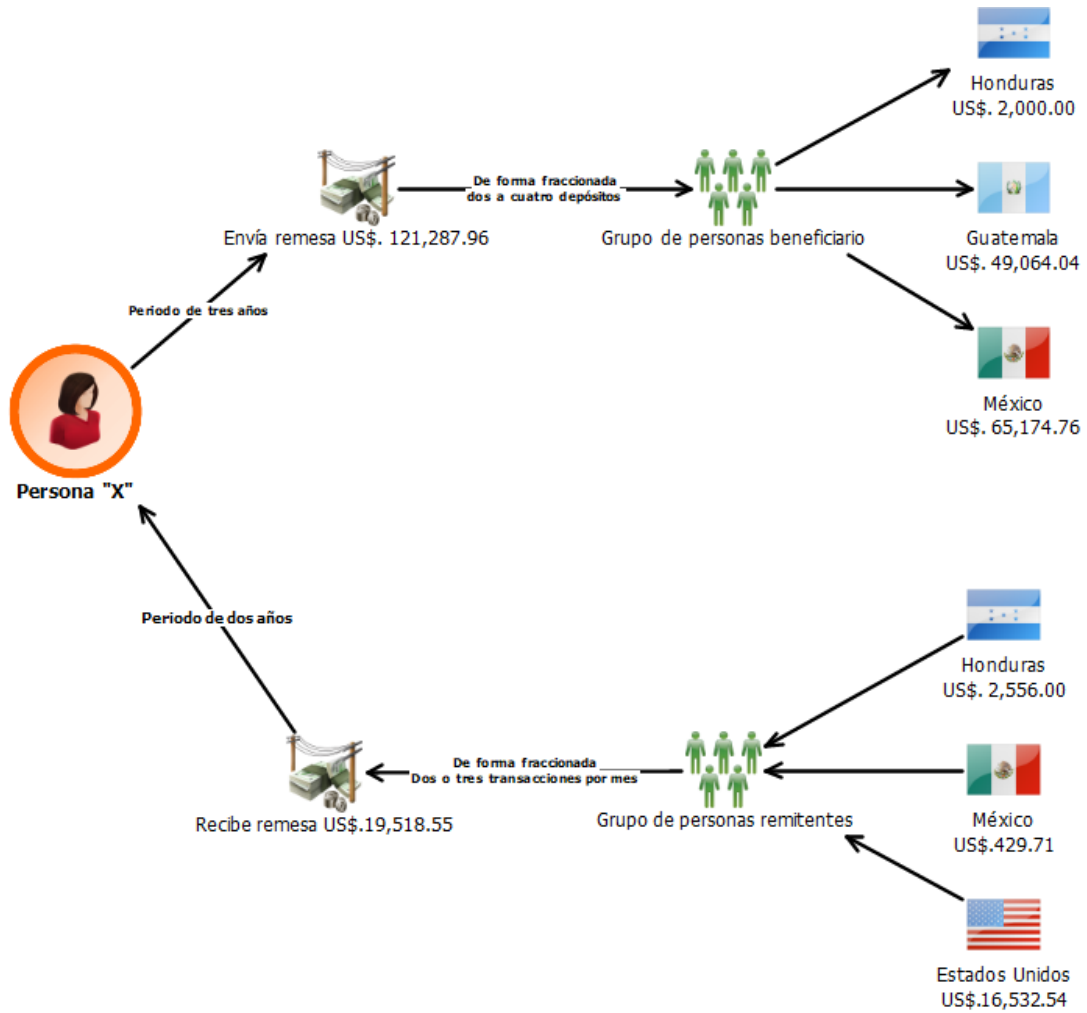 Honduras
US$. 2,000.00
De forma fraccionada
dos a cuatro depósitos
Envía remesa US$. 121,287.96
Grupo de personas beneficiario
Guatemala
US$. 49,064.04
Periodo de tres años
México
US$. 65,174.76
Persona "X"
Periodo de dos años
Honduras
US$. 2,556.00
De forma fraccionada
Dos o tres transacciones por mes
Recibe remesa US$.19,518.55
Grupo de personas remitentes
México
US$.429.71
Estados Unidos
US$.16,532.54